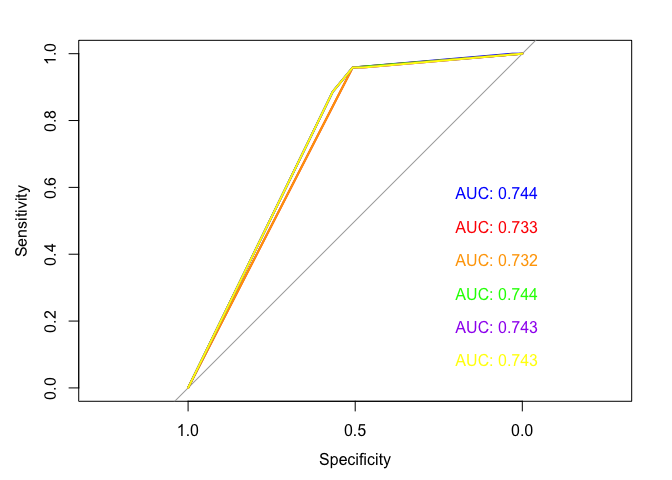 1.0
0.8
0.6
0.4
0.2
0.0
Sensitivity
AUC: 0.744
AUC: 0.733
AUC: 0.732
AUC: 0.744
AUC: 0.743
AUC: 0.743
1.0 0.5 0.0
Specificity